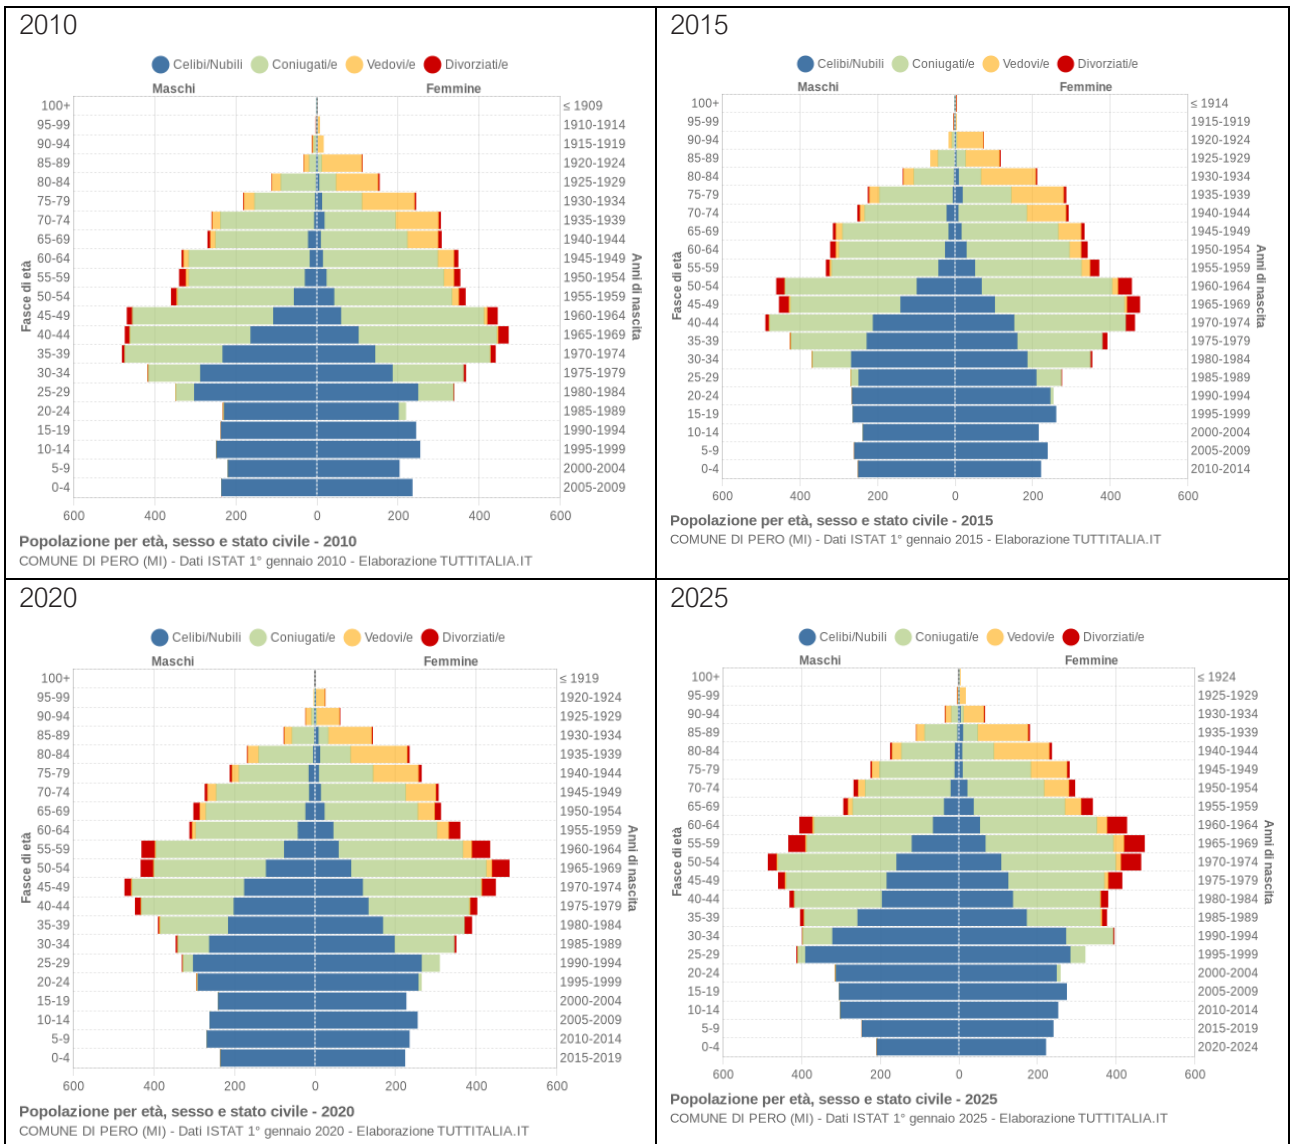 2010
Celibi/Nubili Coniugati/e Vedovi/e Divorziati/e
Maschi Femmine
Fasce di età
Anni di nascita
100+ ≤ 1909
95-99 1910-1914
90-94 1915-1919
85-89 1920-1924
80-84 1925-1929
75-79 1930-1934
70-74 1935-1939
65-69 1940-1944
60-64 1945-1949
55-59 1950-1954
50-54 1955-1959
45-49 1960-1964
40-44 1965-1969
35-39 1970-1974
30-34 1975-1979
25-29 1980-1984
20-24 1985-1989
15-19 1990-1994
10-14 1995-1999
5-9 2000-2004
0-4 2005-2009
600 400 200 0 200 400 600
Popolazione per età, sesso e stato civile - 2010
COMUNE DI PERO (MI) - Dati ISTAT 1° gennaio 2010 - Elaborazione TUTTITALIA.IT
2015
Celibi/Nubili Coniugati/e Vedovi/e Divorziati/e
Maschi Femmine
Fasce di età
Anni di nascita
100+ ≤ 1914
95-99 1915-1919
90-94 1920-1924
85-89 1925-1929
80-84 1930-1934
75-79 1935-1939
70-74 1940-1944
65-69 1945-1949
60-64 1950-1954
55-59 1955-1959
50-54 1960-1964
45-49 1965-1969
40-44 1970-1974
35-39 1975-1979
30-34 1980-1984
25-29 1985-1989
20-24 1990-1994
15-19 1995-1999
10-14 2000-2004
5-9 2005-2009
0-4 2010-2014
600 400 200 0 200 400 600
Popolazione per età, sesso e stato civile - 2015
COMUNE DI PERO (MI) - Dati ISTAT 1° gennaio 2015 - Elaborazione TUTTITALIA.IT
2020
Celibi/Nubili Coniugati/e Vedovi/e Divorziati/e
Maschi Femmine
Fasce di età
Anni di nascita
100+ ≤ 1919
95-99 1920-1924
90-94 1925-1929
85-89 1930-1934
80-84 1935-1939
75-79 1940-1944
70-74 1945-1949
65-69 1950-1954
60-64 1955-1959
55-59 1960-1964
50-54 1965-1969
45-49 1970-1974
40-44 1975-1979
35-39 1980-1984
30-34 1985-1989
25-29 1990-1994
20-24 1995-1999
15-19 2000-2004
10-14 2005-2009
5-9 2010-2014
0-4 2015-2019
600 400 200 0 200 400 600
Popolazione per età, sesso e stato civile - 2020
COMUNE DI PERO (MI) - Dati ISTAT 1° gennaio 2020 - Elaborazione TUTTITALIA.IT
2025
Celibi/Nubili Coniugati/e Vedovi/e Divorziati/e
Maschi Femmine
Fasce di età
Anni di nascita
100+ ≤ 1924
95-99 1925-1929
90-94 1930-1934
85-89 1935-1939
80-84 1940-1944
75-79 1945-1949
70-74 1950-1954
65-69 1955-1959
60-64 1960-1964
55-59 1965-1969
50-54 1970-1974
45-49 1975-1979
40-44 1980-1984
35-39 1985-1989
30-34 1990-1994
25-29 1995-1999
20-24 2000-2004
15-19 2005-2009
10-14 2010-2014
5-9 2015-2019
0-4 2020-2024
600 400 200 0 200 400 600
Popolazione per età, sesso e stato civile - 2025
COMUNE DI PERO (MI) - Dati ISTAT 1° gennaio 2025 - Elaborazione TUTTITALIA.IT